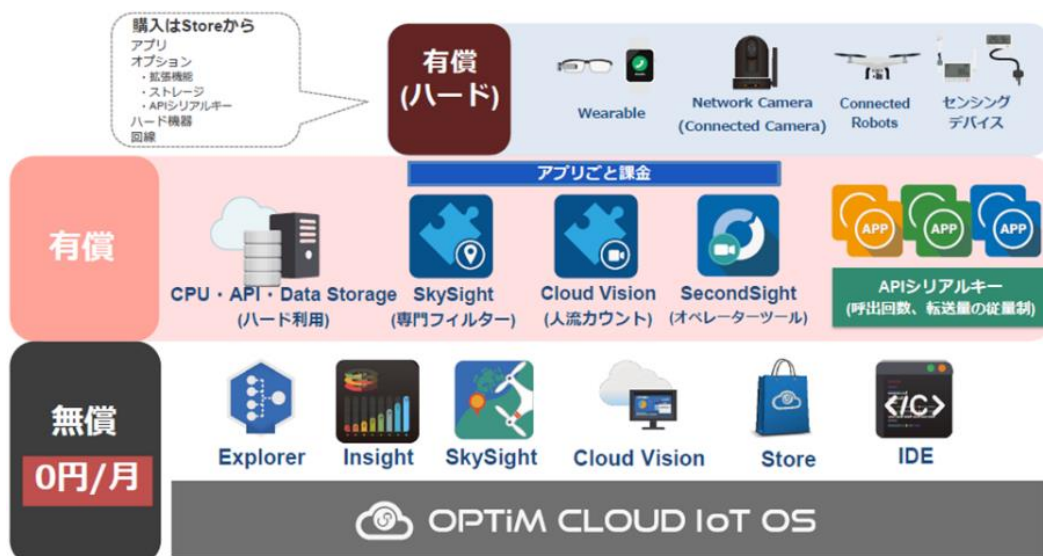 購入はStoreから
アプリ
オプション
・拡張機能
・ストレージ
・APIシリアルキー
ハード機器
回線
有償
(ハード)
Wearable
Network Camera
(Connected Camera)
Connected
Robots
センシング
デバイス
有償
アプリごと課金
CPU・API・Data Storage
(ハード利用)
SkySight
(専門フィルター)
Cloud Vision
(人流カウント)
SecondSight
(オペレーターツール)
APP
APP
APP
APIシリアルキー
(呼出回数、転送量の従量制)
無償
0円/月
Explorer
Insight
SkySight
Cloud Vision
Store
</C>
IDE
OPTiM CLOUD IoT OS